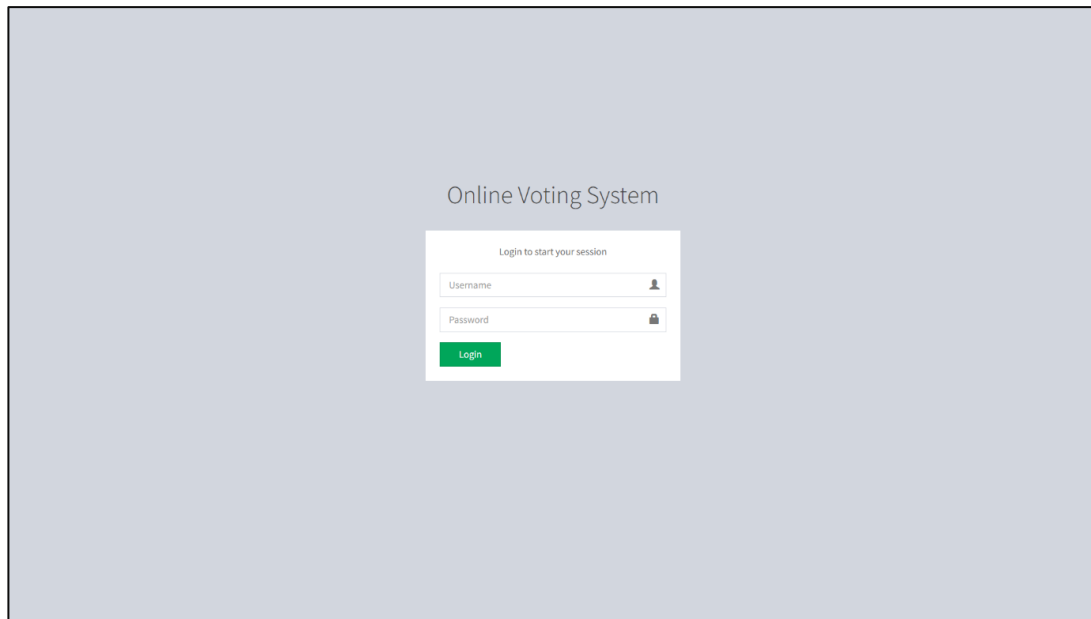 Online Voting System
Login to start your session
Username
Password
Login